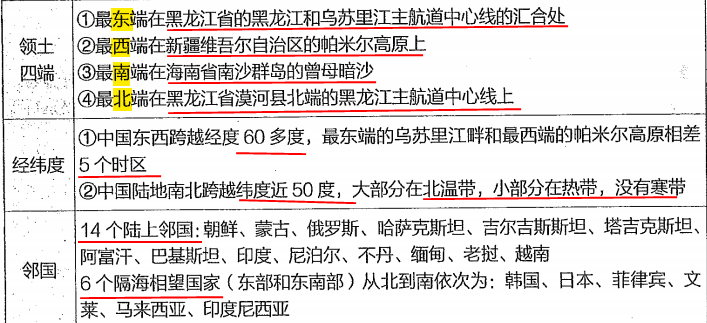 领土四端
①最东端在黑龙江省的黑龙江和乌苏里江主航道中心线的汇合处
②最西端在新疆维吾尔自治区的帕米尔高原上
③最南端在海南省南沙群岛的曾母暗沙
④最北端在黑龙江省漠河县北端的黑龙江主航道中心线上
经纬度
①中国东西跨越经度60多度，最东端的乌苏里江畔和最西端的帕米尔高原相差
5个时区
②中国陆地南北跨越纬度近50度，大部分在北温带，小部分在热带，没有寒带
邻国
14个陆上邻国：朝鲜、蒙古、俄罗斯、哈萨克斯坦、吉尔吉斯斯坦、塔吉克斯坦、
阿富汗、巴基斯坦、印度、尼泊尔、不丹、缅甸、老挝、越南
6个隔海相望国家（东部和东南部）从北到南依次为：韩国、日本、菲律宾、文
莱、马来西亚、印度尼西亚